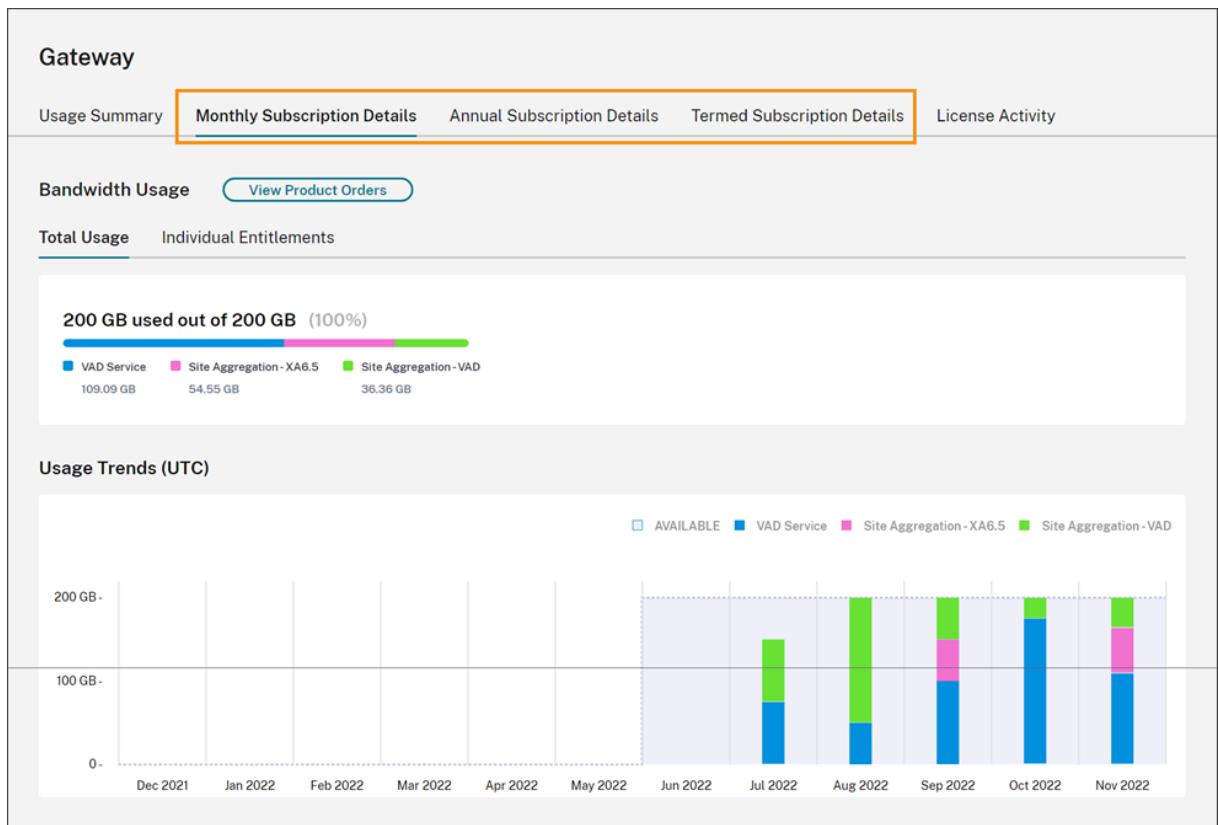 Gateway
Usage Summary Monthly Subscription Details Annual Subscription Details Termed Subscription Details License Activity
Bandwidth Usage View Product Orders
Total Usage Individual Entitlements
200 GB used out of 200 GB (100%)
VAD Service Site Aggregation-XA6.5 Site Aggregation-VAD
109.09 GB 54.55 GB 36.36 GB
Usage Trends (UTC)
AVAILABLE VAD Service Site Aggregation-XA6.5 Site Aggregation-VAD
200 GB-
100 GB-
0-
Dec 2021 Jan 2022 Feb 2022 Mar 2022 Apr 2022 May 2022 Jun 2022 Jul 2022 Aug 2022 Sep 2022 Oct 2022 Nov 2022